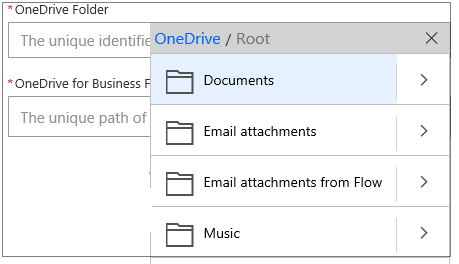 *OneDrive Folder
The unique identifie
OneDrive / Root
*OneDrive for Business F
The unique path of
Documents
Email attachments
Email attachments from Flow
Music